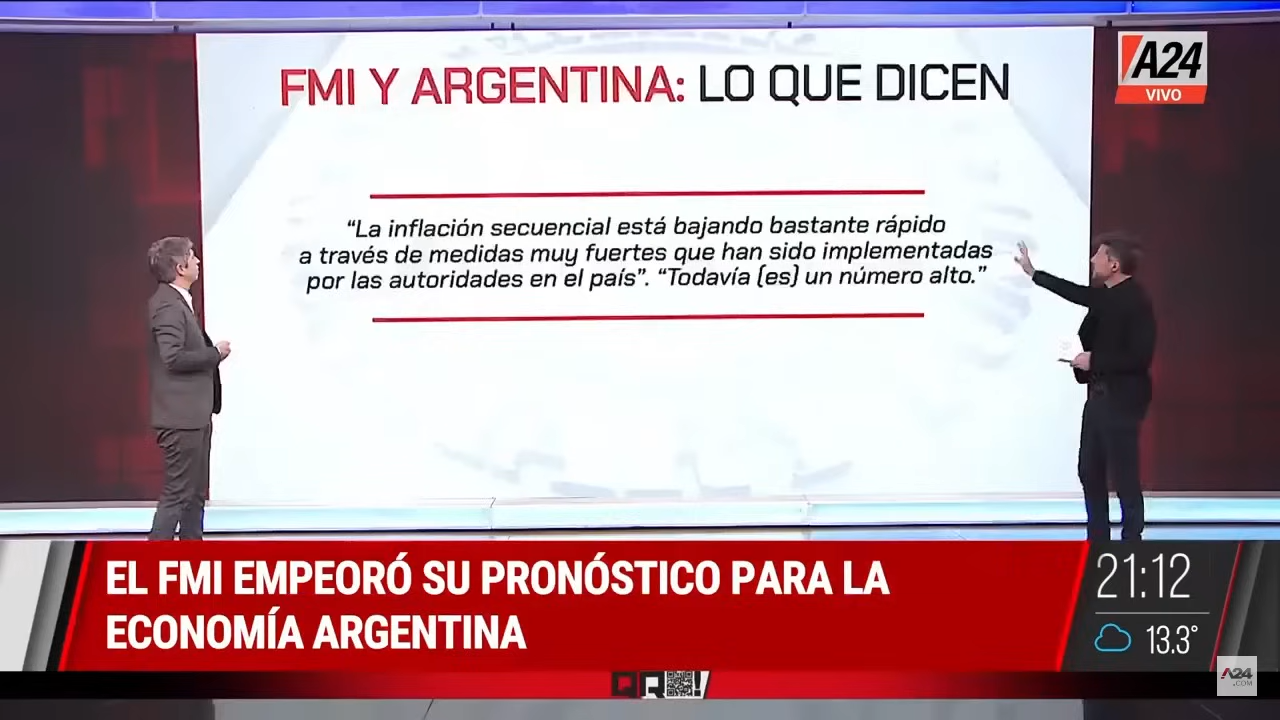 FMI Y ARGENTINA: LO QUE DICEN
A24
VIVO
“La inflación secuencial está bajando bastante rápido
a través de medidas muy fuertes que han sido implementadas
por las autoridades en el país”. “Todavía (es) un número alto.”
EL FMI EMPEORÓ SU PRONÓSTICO PARA LA
ECONOMÍA ARGENTINA
21:12
13.3°
QR!
A24
.COM